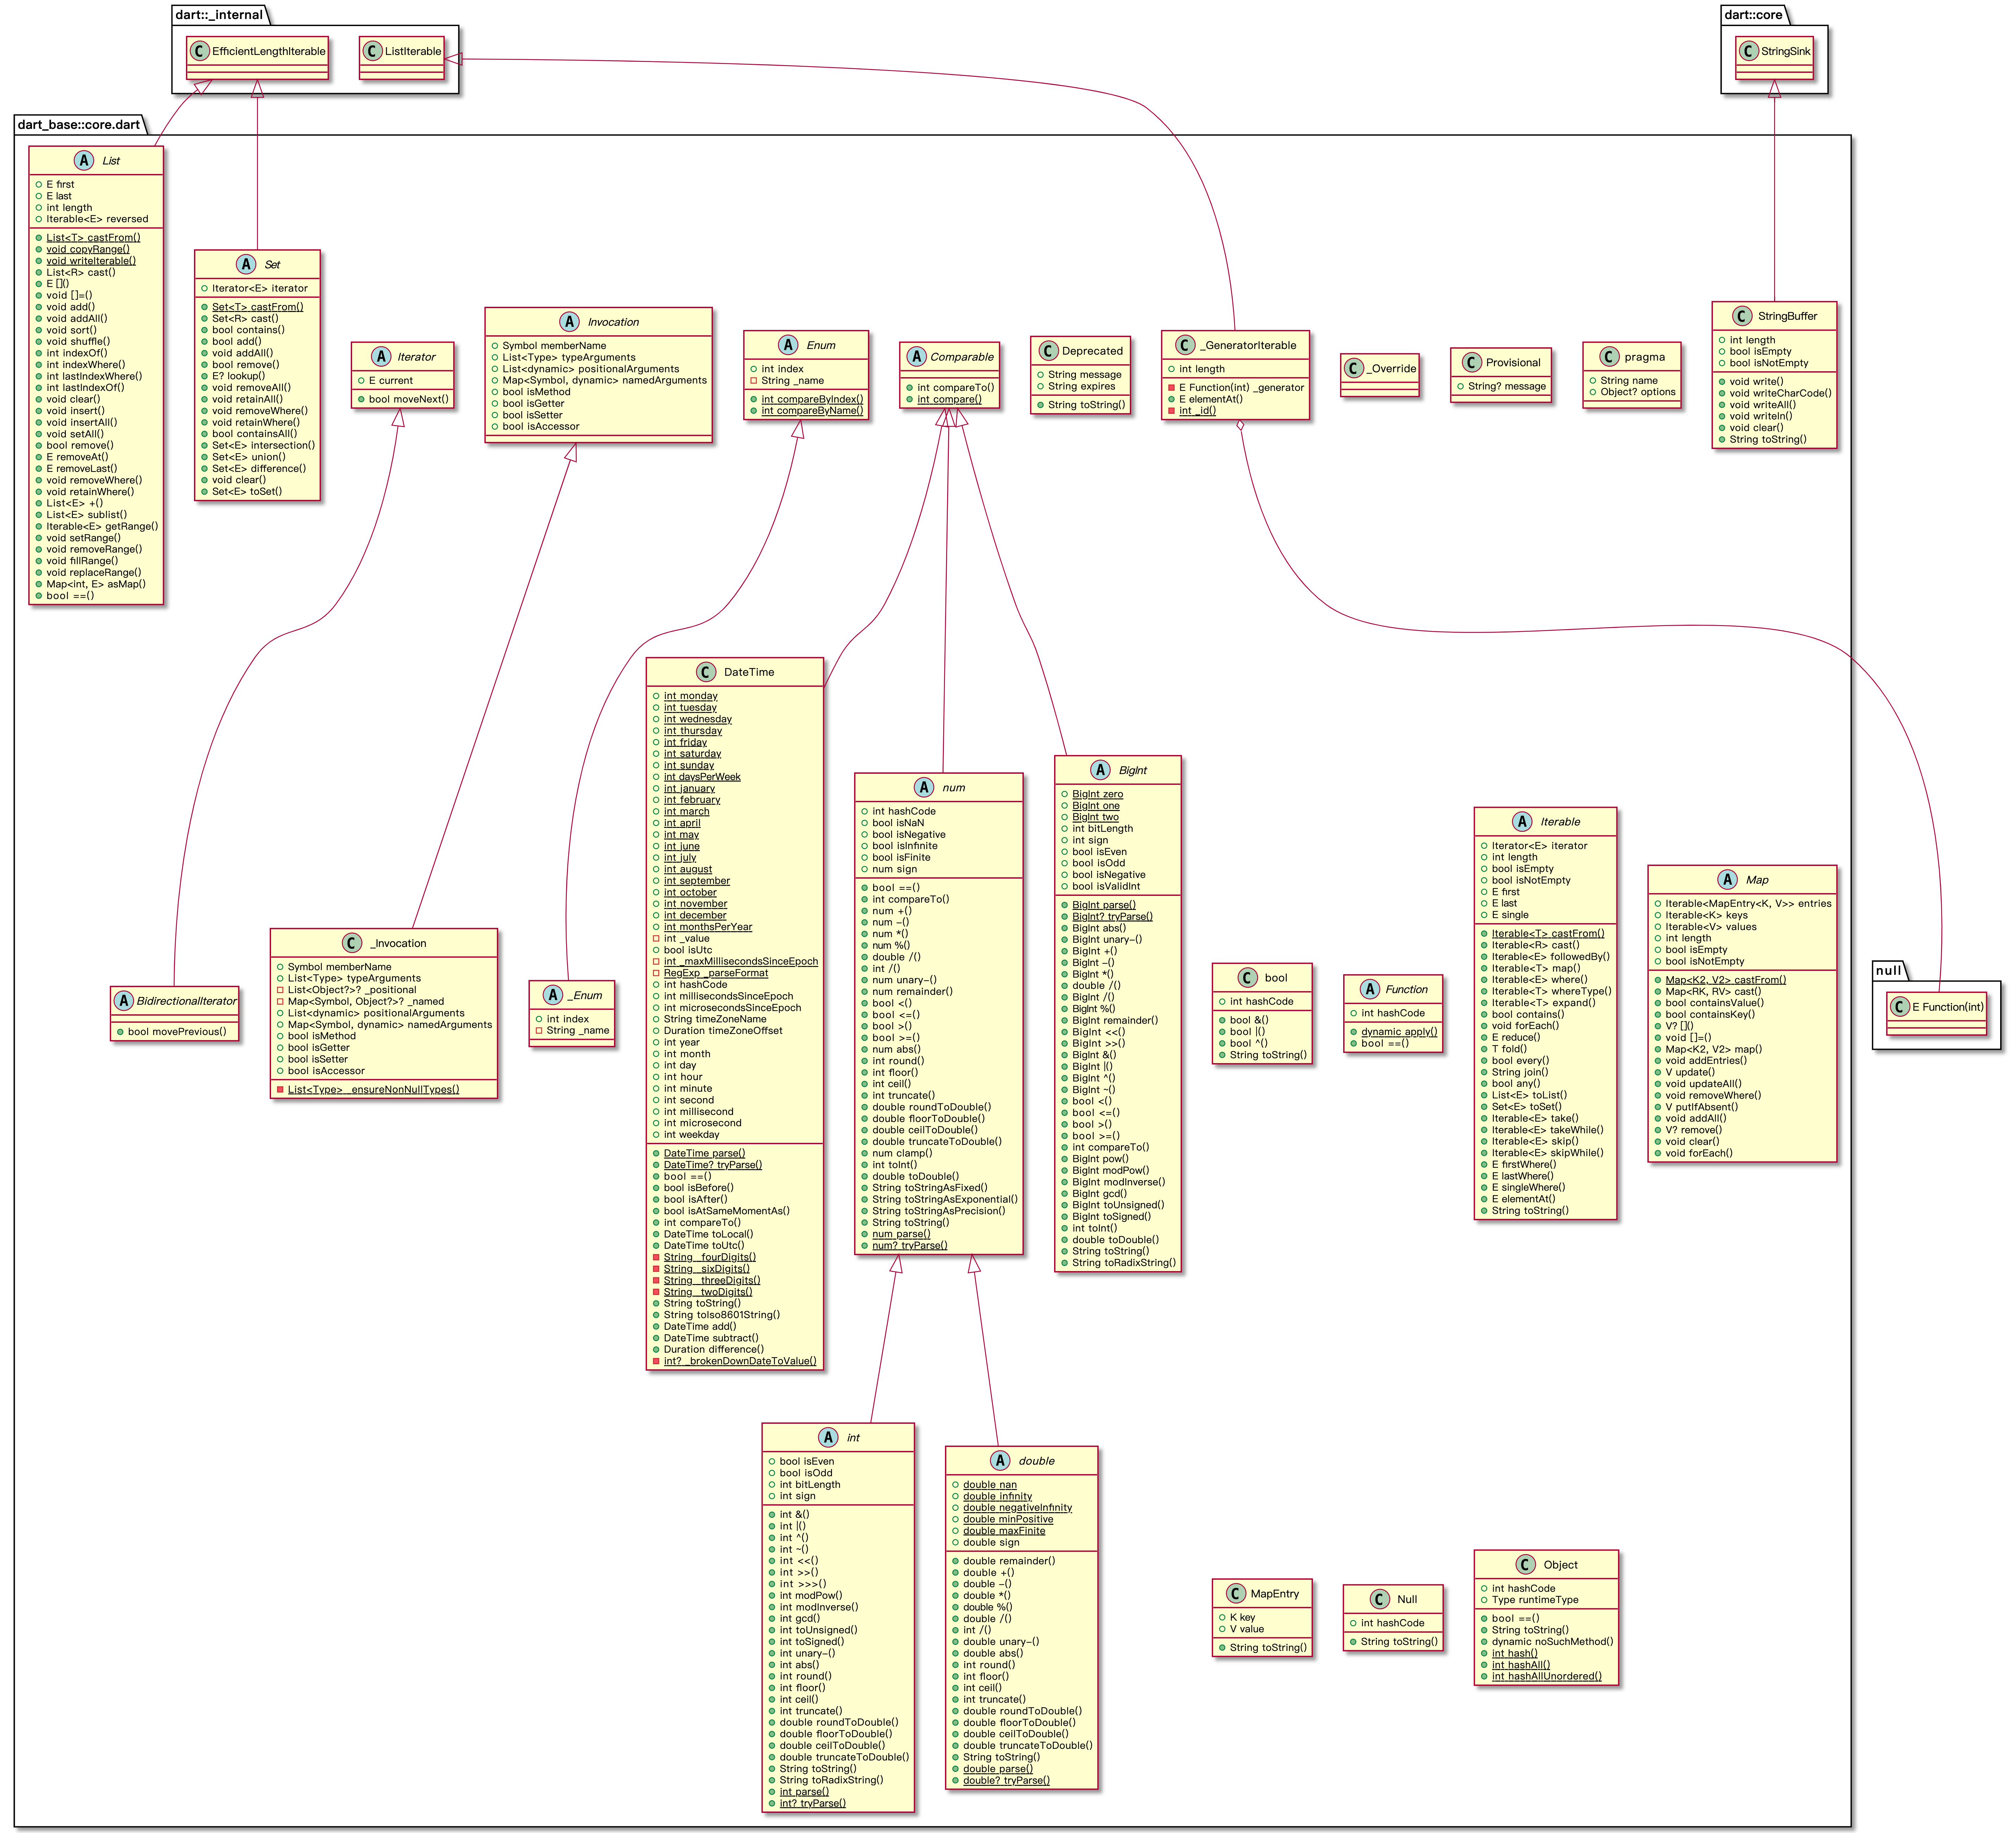 dart::_internal
C EfficientLengthIterable
C ListIterable
dart::core
C StringSink
dart_base::core.dart
A List
E first
E last
int length
Iterable<E> reversed
List<T> castFrom()
void copyRange()
void writeIterable()
List<R> cast()
E []()
void []=()
void add()
void addAll()
void sort()
void shuffle()
int indexOf()
int indexWhere()
int lastIndexWhere()
int lastIndexOf()
void clear()
void insert()
void insertAll()
void setAll()
bool remove()
E removeAt()
E removeLast()
void removeWhere()
void retainWhere()
List<E> +()
List<E> sublist()
Iterable<E> getRange()
void setRange()
void removeRange()
void fillRange()
void replaceRange()
Map<int, E> asMap()
bool ==()
A Set
Iterator<E> iterator
Set<T> castFrom()
Set<R> cast()
bool contains()
bool add()
void addAll()
bool remove()
E? lookup()
void removeAll()
void retainAll()
void removeWhere()
void retainWhere()
bool containsAll()
Set<E> intersection()
Set<E> union()
Set<E> difference()
void clear()
Set<E> toSet()
A Iterator
E current
bool moveNext()
A Invocation
Symbol memberName
List<Type> typeArguments
List<dynamic> positionalArguments
Map<Symbol, dynamic> namedArguments
bool isMethod
bool isGetter
bool isSetter
bool isAccessor
A Enum
int index
String _name
int compareByIndex()
int compareByName()
A Comparable
int compareTo()
int compare()
C Deprecated
String message
String expires
String toString()
C _GeneratorIterable
int length
E Function(int) _generator
E elementAt()
int _id()
C _Override
C Provisional
String? message
C pragma
String name
Object? options
C StringBuffer
int length
bool isEmpty
bool isNotEmpty
void write()
void writeCharCode()
void writeAll()
void writeln()
void clear()
String toString()
C DateTime
int monday
int tuesday
int wednesday
int thursday
int friday
int saturday
int sunday
int daysPerWeek
int january
int february
int march
int april
int may
int june
int july
int august
int september
int october
int november
int december
int monthsPerYear
int _value
bool isUtc
int _maxMillisecondsSinceEpoch
RegExp _parseFormat
int hashCode
int millisecondsSinceEpoch
int microsecondsSinceEpoch
String timeZoneName
Duration timeZoneOffset
int year
int month
int day
int hour
int minute
int second
int millisecond
int microsecond
int weekday
DateTime parse()
DateTime? tryParse()
bool ==()
bool isBefore()
bool isAfter()
bool isAtSameMomentAs()
int compareTo()
DateTime toLocal()
DateTime toUtc()
String _fourDigits()
String _sixDigits()
String _threeDigits()
String _twoDigits()
String toString()
String toIso8601String()
DateTime add()
DateTime subtract()
Duration difference()
int? _brokenDownDateToValue()
A num
int hashCode
bool isNaN
bool isNegative
bool isInfinite
bool isFinite
num sign
bool ==()
int compareTo()
num +()
num -()
num *()
num %()
double /()
int /()
num unary-()
num remainder()
bool <()
bool <=()
bool >()
bool >=()
num abs()
int round()
int floor()
int ceil()
int truncate()
double roundToDouble()
double floorToDouble()
double ceilToDouble()
double truncateToDouble()
num clamp()
int toInt()
double toDouble()
String toStringAsFixed()
String toStringAsExponential()
String toStringAsPrecision()
String toString()
num parse()
num? tryParse()
A BigInt
BigInt zero
BigInt one
BigInt two
int bitLength
int sign
bool isEven
bool isOdd
bool isNegative
bool isValidInt
BigInt parse()
BigInt? tryParse()
BigInt abs()
BigInt unary-()
BigInt +()
BigInt -()
BigInt *()
double /()
BigInt /()
BigInt %()
BigInt remainder()
BigInt <<()
BigInt >>()
BigInt &()
BigInt |()
BigInt ^()
BigInt ~()
bool <()
bool <=()
bool >()
bool >=()
int compareTo()
BigInt pow()
BigInt modPow()
BigInt modInverse()
BigInt gcd()
BigInt toUnsigned()
BigInt toSigned()
int toInt()
double toDouble()
String toString()
String toRadixString()
A Iterable
Iterator<E> iterator
int length
bool isEmpty
bool isNotEmpty
E first
E last
E single
Iterable<T> castFrom()
Iterable<R> cast()
Iterable<E> followedBy()
Iterable<T> map()
Iterable<E> where()
Iterable<T> whereType()
Iterable<T> expand()
bool contains()
void forEach()
E reduce()
T fold()
bool every()
String join()
bool any()
List<E> toList()
Set<E> toSet()
Iterable<E> take()
Iterable<E> takeWhile()
Iterable<E> skip()
Iterable<E> skipWhile()
E firstWhere()
E lastWhere()
E singleWhere()
E elementAt()
String toString()
A Map
Iterable<MapEntry<K, V>> entries
Iterable<K> keys
Iterable<V> values
int length
bool isEmpty
bool isNotEmpty
Map<K2, V2> castFrom()
Map<RK, RV> cast()
bool containsValue()
bool containsKey()
V? []()
void []=()
Map<K2, V2> map()
void addEntries()
V update()
void updateAll()
void removeWhere()
V putIfAbsent()
void addAll()
V? remove()
void clear()
void forEach()
A BidirectionalIterator
bool movePrevious()
C _Invocation
Symbol memberName
List<Type> typeArguments
List<Object?>? _positional
Map<Symbol, Object?>? _named
List<dynamic> positionalArguments
Map<Symbol, dynamic> namedArguments
bool isMethod
bool isGetter
bool isSetter
bool isAccessor
List<Type> _ensureNonNullTypes()
A _Enum
int index
String _name
C bool
int hashCode
bool &()
bool |()
bool ^()
String toString()
A Function
int hashCode
dynamic apply()
bool ==()
null
C E Function(int)
A int
bool isEven
bool isOdd
int bitLength
int sign
int &()
int |()
int ^()
int ~()
int <<()
int >>()
int >>>()
int modPow()
int modInverse()
int gcd()
int toUnsigned()
int toSigned()
int unary-()
int abs()
int round()
int floor()
int ceil()
int truncate()
double roundToDouble()
double floorToDouble()
double ceilToDouble()
double truncateToDouble()
String toString()
String toRadixString()
int parse()
int? tryParse()
A double
double nan
double infinity
double negativeInfinity
double minPositive
double maxFinite
double sign
double remainder()
double +()
double -()
double *()
double %()
double /()
int /()
double unary-()
double abs()
int round()
int floor()
int ceil()
int truncate()
double roundToDouble()
double floorToDouble()
double ceilToDouble()
double truncateToDouble()
String toString()
double parse()
double? tryParse()
C MapEntry
K key
V value
String toString()
C Null
int hashCode
String toString()
C Object
int hashCode
Type runtimeType
bool ==()
String toString()
dynamic noSuchMethod()
int hash()
int hashAll()
int hashAllUnordered()